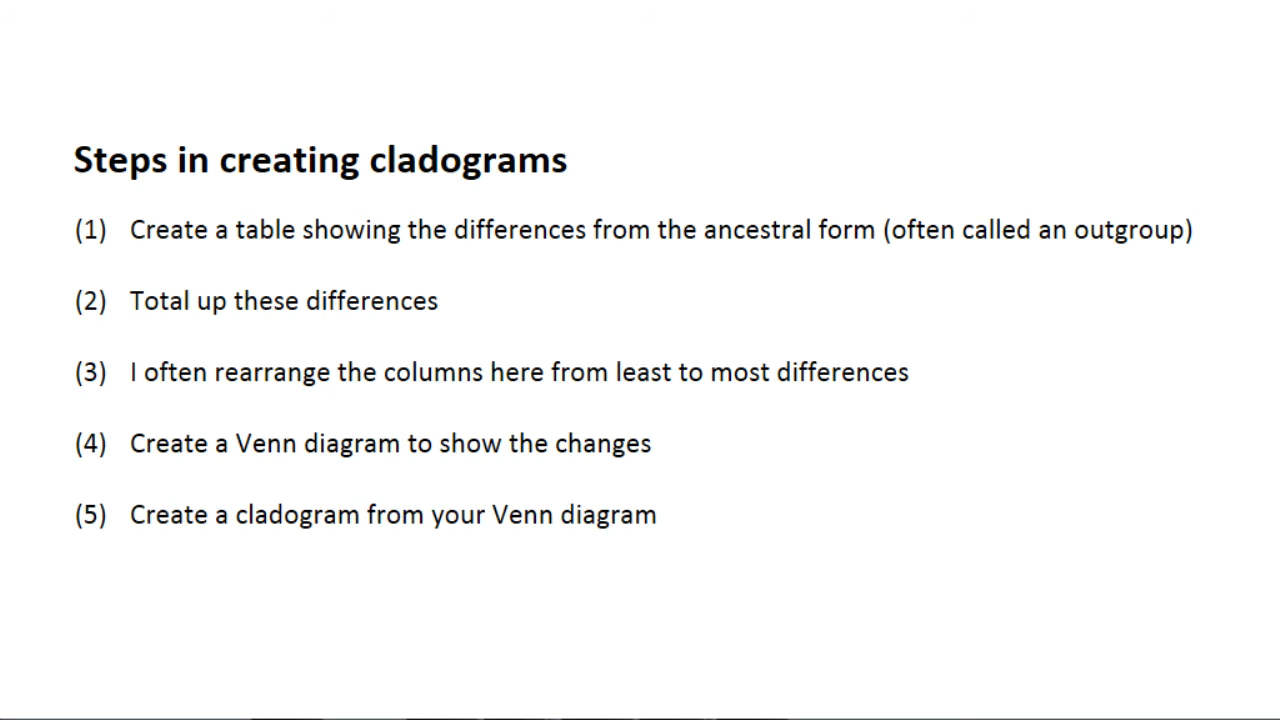 Steps in creating cladograms
(1) Create a table showing the differences from the ancestral form (often called an outgroup)
(2) Total up these differences
(3) I often rearrange the columns here from least to most differences
(4) Create a Venn diagram to show the changes
(5) Create a cladogram from your Venn diagram